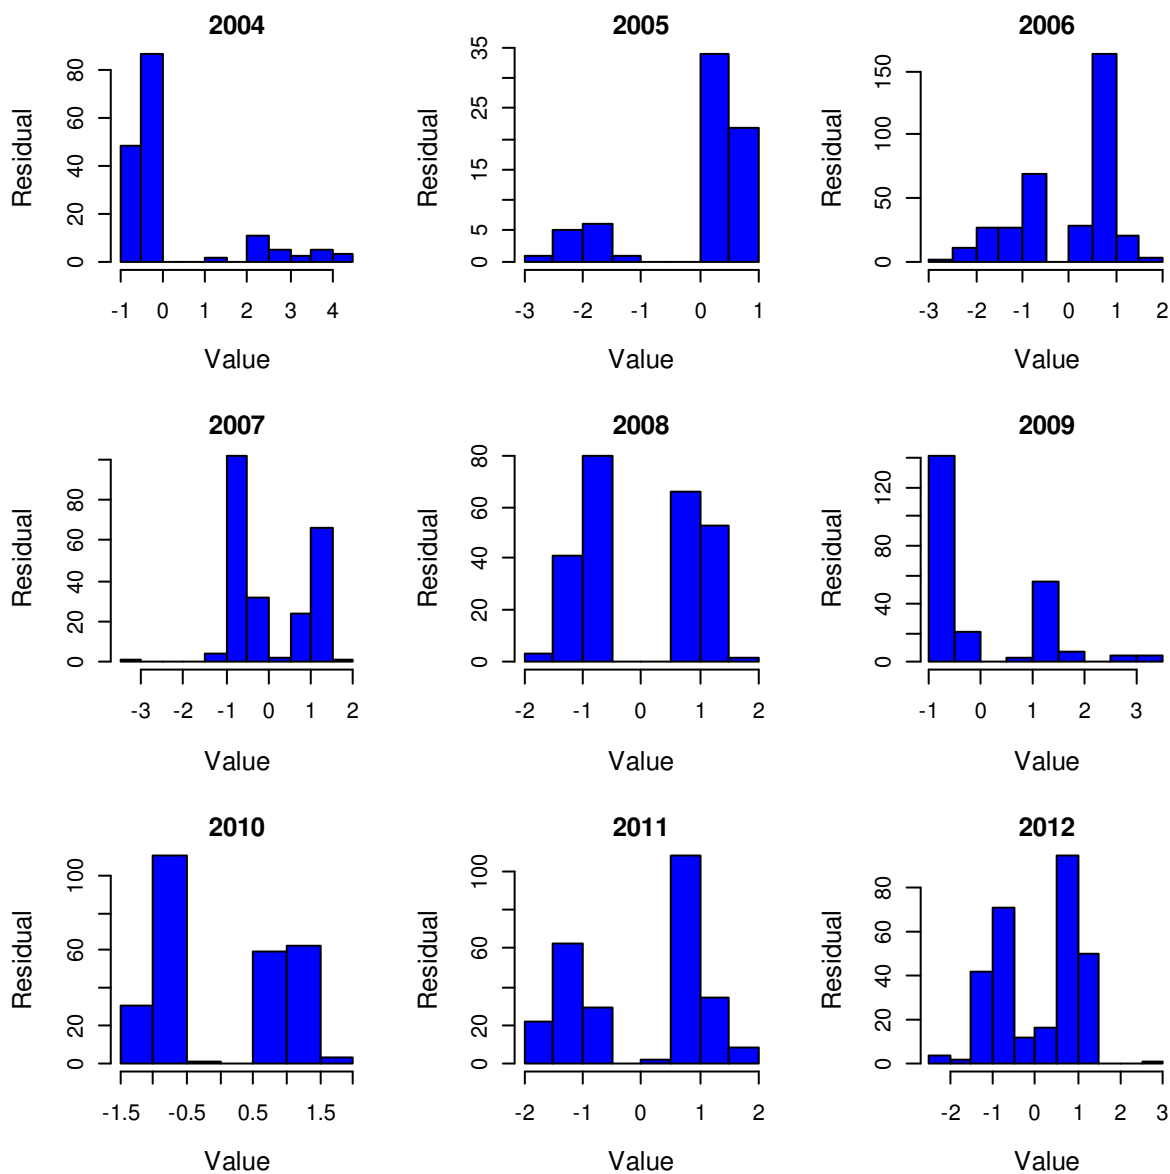 2004
Residual
0 20 40 60 80
-1 0 1 2 3 4
Value
2005
Residual
0 5 15 25 35
-3 -2 -1 0 1
Value
2006
Residual
0 50 100 150
-3 -2 -1 0 1 2
Value
2007
Residual
0 20 40 60 80
-3 -2 -1 0 1 2
Value
2008
Residual
0 20 40 60 80
-2 -1 0 1 2
Value
2009
Residual
0 40 80 120
-1 0 1 2 3
Value
2010
Residual
0 20 60 100
-1.5 -0.5 0.5 1.5
Value
2011
Residual
0 20 60 100
-2 -1 0 1 2
Value
2012
Residual
0 20 40 60 80
-2 -1 0 1 2 3
Value